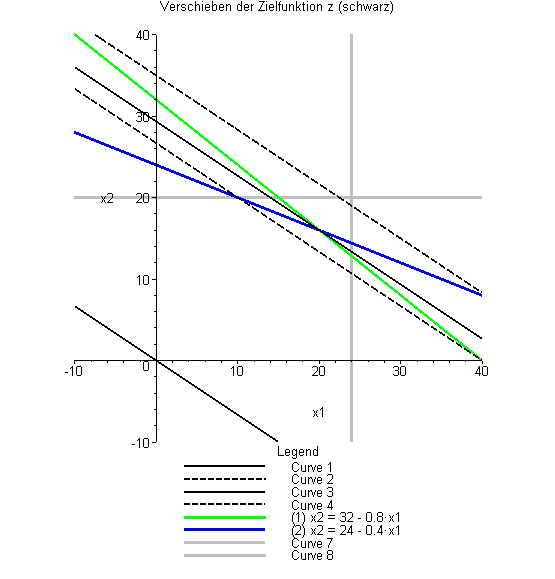 Verschieben der Zielfunktion z (schwarz)
40
30
x2
20
10
-10
0
10
20
30
40
x1
-10
Legend
Curve 1
Curve 2
Curve 3
Curve 4
(1) x2 = 32 - 0.8·x1
(2) x2 = 24 - 0.4·x1
Curve 7
Curve 8